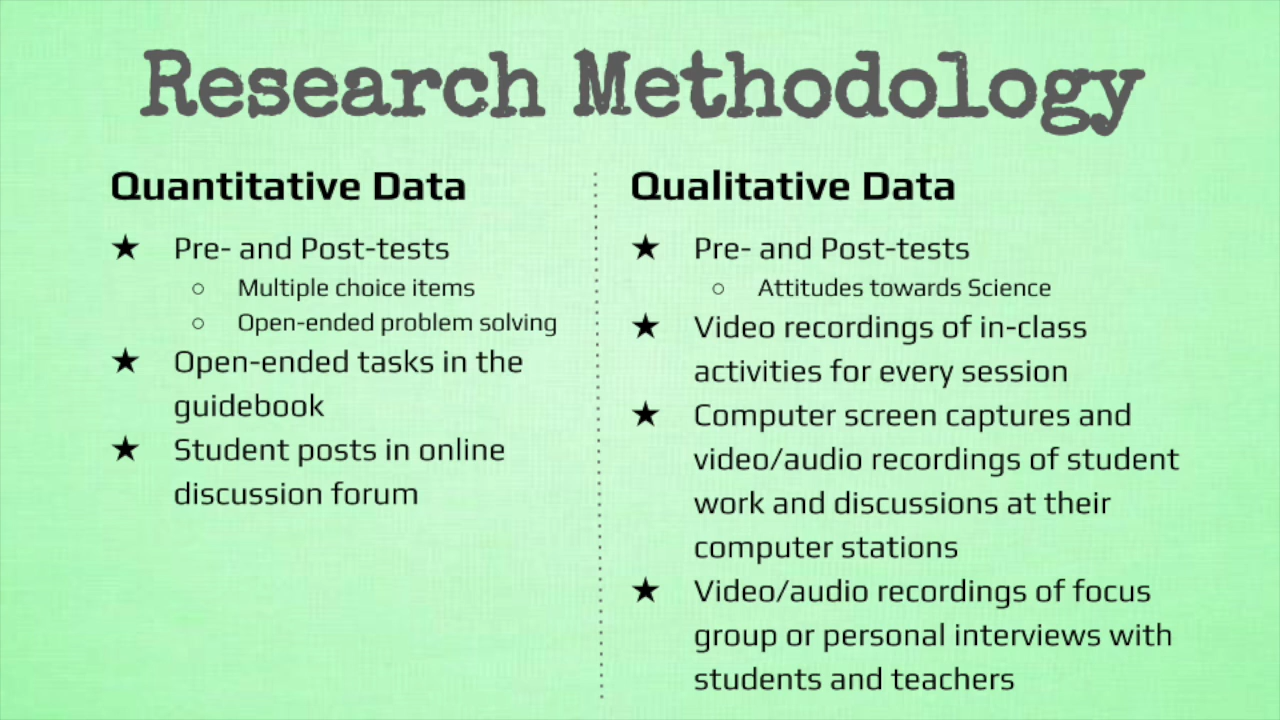 Research Methodology
Quantitative Data
★ Pre- and Post-tests
○ Multiple choice items
○ Open-ended problem solving
★ Open-ended tasks in the
guidebook
★ Student posts in online
discussion forum
Qualitative Data
★ Pre- and Post-tests
○ Attitudes towards Science
★ Video recordings of in-class
activities for every session
★ Computer screen captures and
video/audio recordings of student
work and discussions at their
computer stations
★ Video/audio recordings of focus
group or personal interviews with
students and teachers